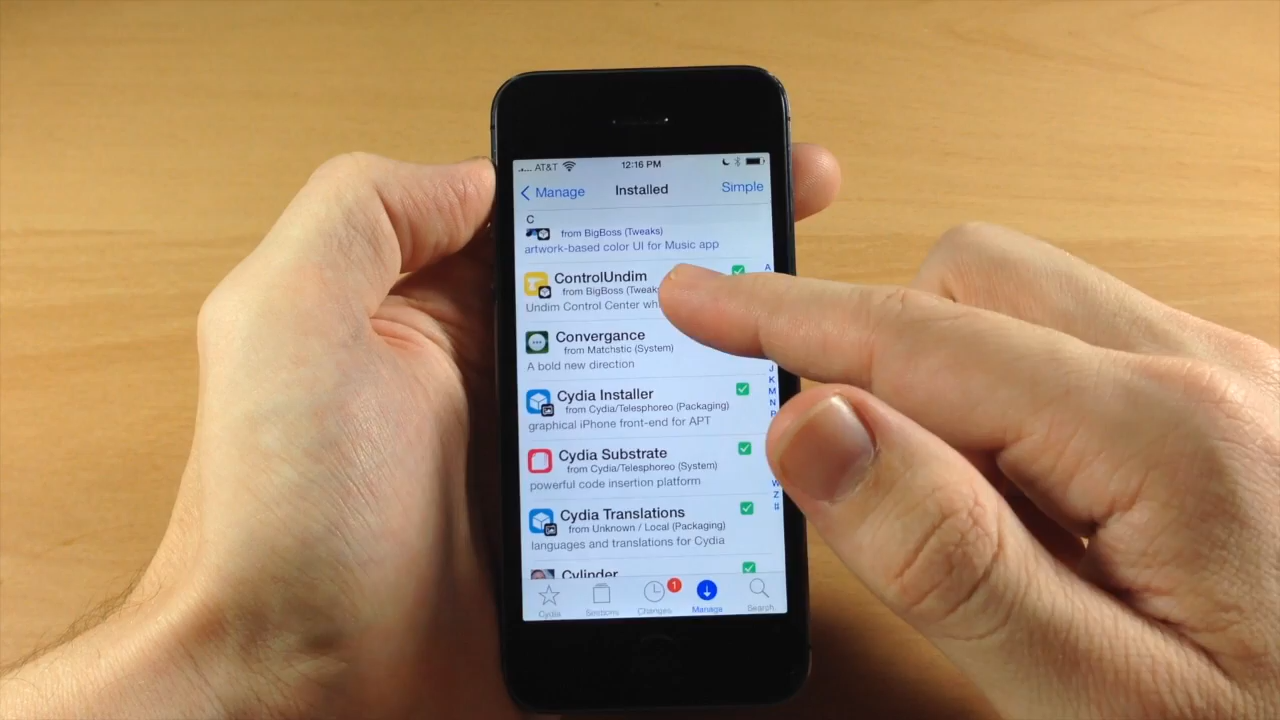 AT&T 12:16 PM
Manage Installed Simple
C
from BigBoss (Tweaks)
artwork-based color UI for Music app
ControlUndim
A
from BigBoss (Tweaks
Undim Control Center wh
Convergance
from Matchstic (System)
A bold new direction
J
K
M
Cydia Installer
N
from Cydia/Telesphoreo (Packaging)
P
graphical iPhone front-end for APT
Cydia Substrate
from Cydia/Telesphoreo (System)
powerful code insertion platform
W
Z
#
Cydia Translations
from Unknown / Local (Packaging)
languages and translations for Cydia
Cylinder
1
Cydia Sections Changes Manage Search